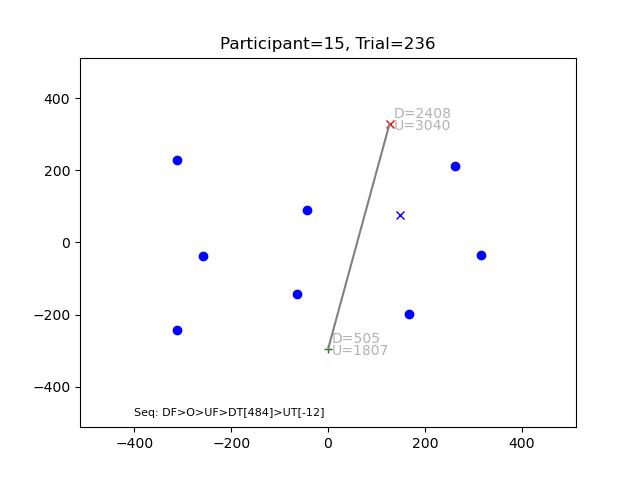 Participant=15, Trial=236
400
200
0
−200
−400
D=2408
U=3040
D=505
U=1807
Seq: DF>O>UF>DT[484]>UT[-12]
−400
−200
0
200
400